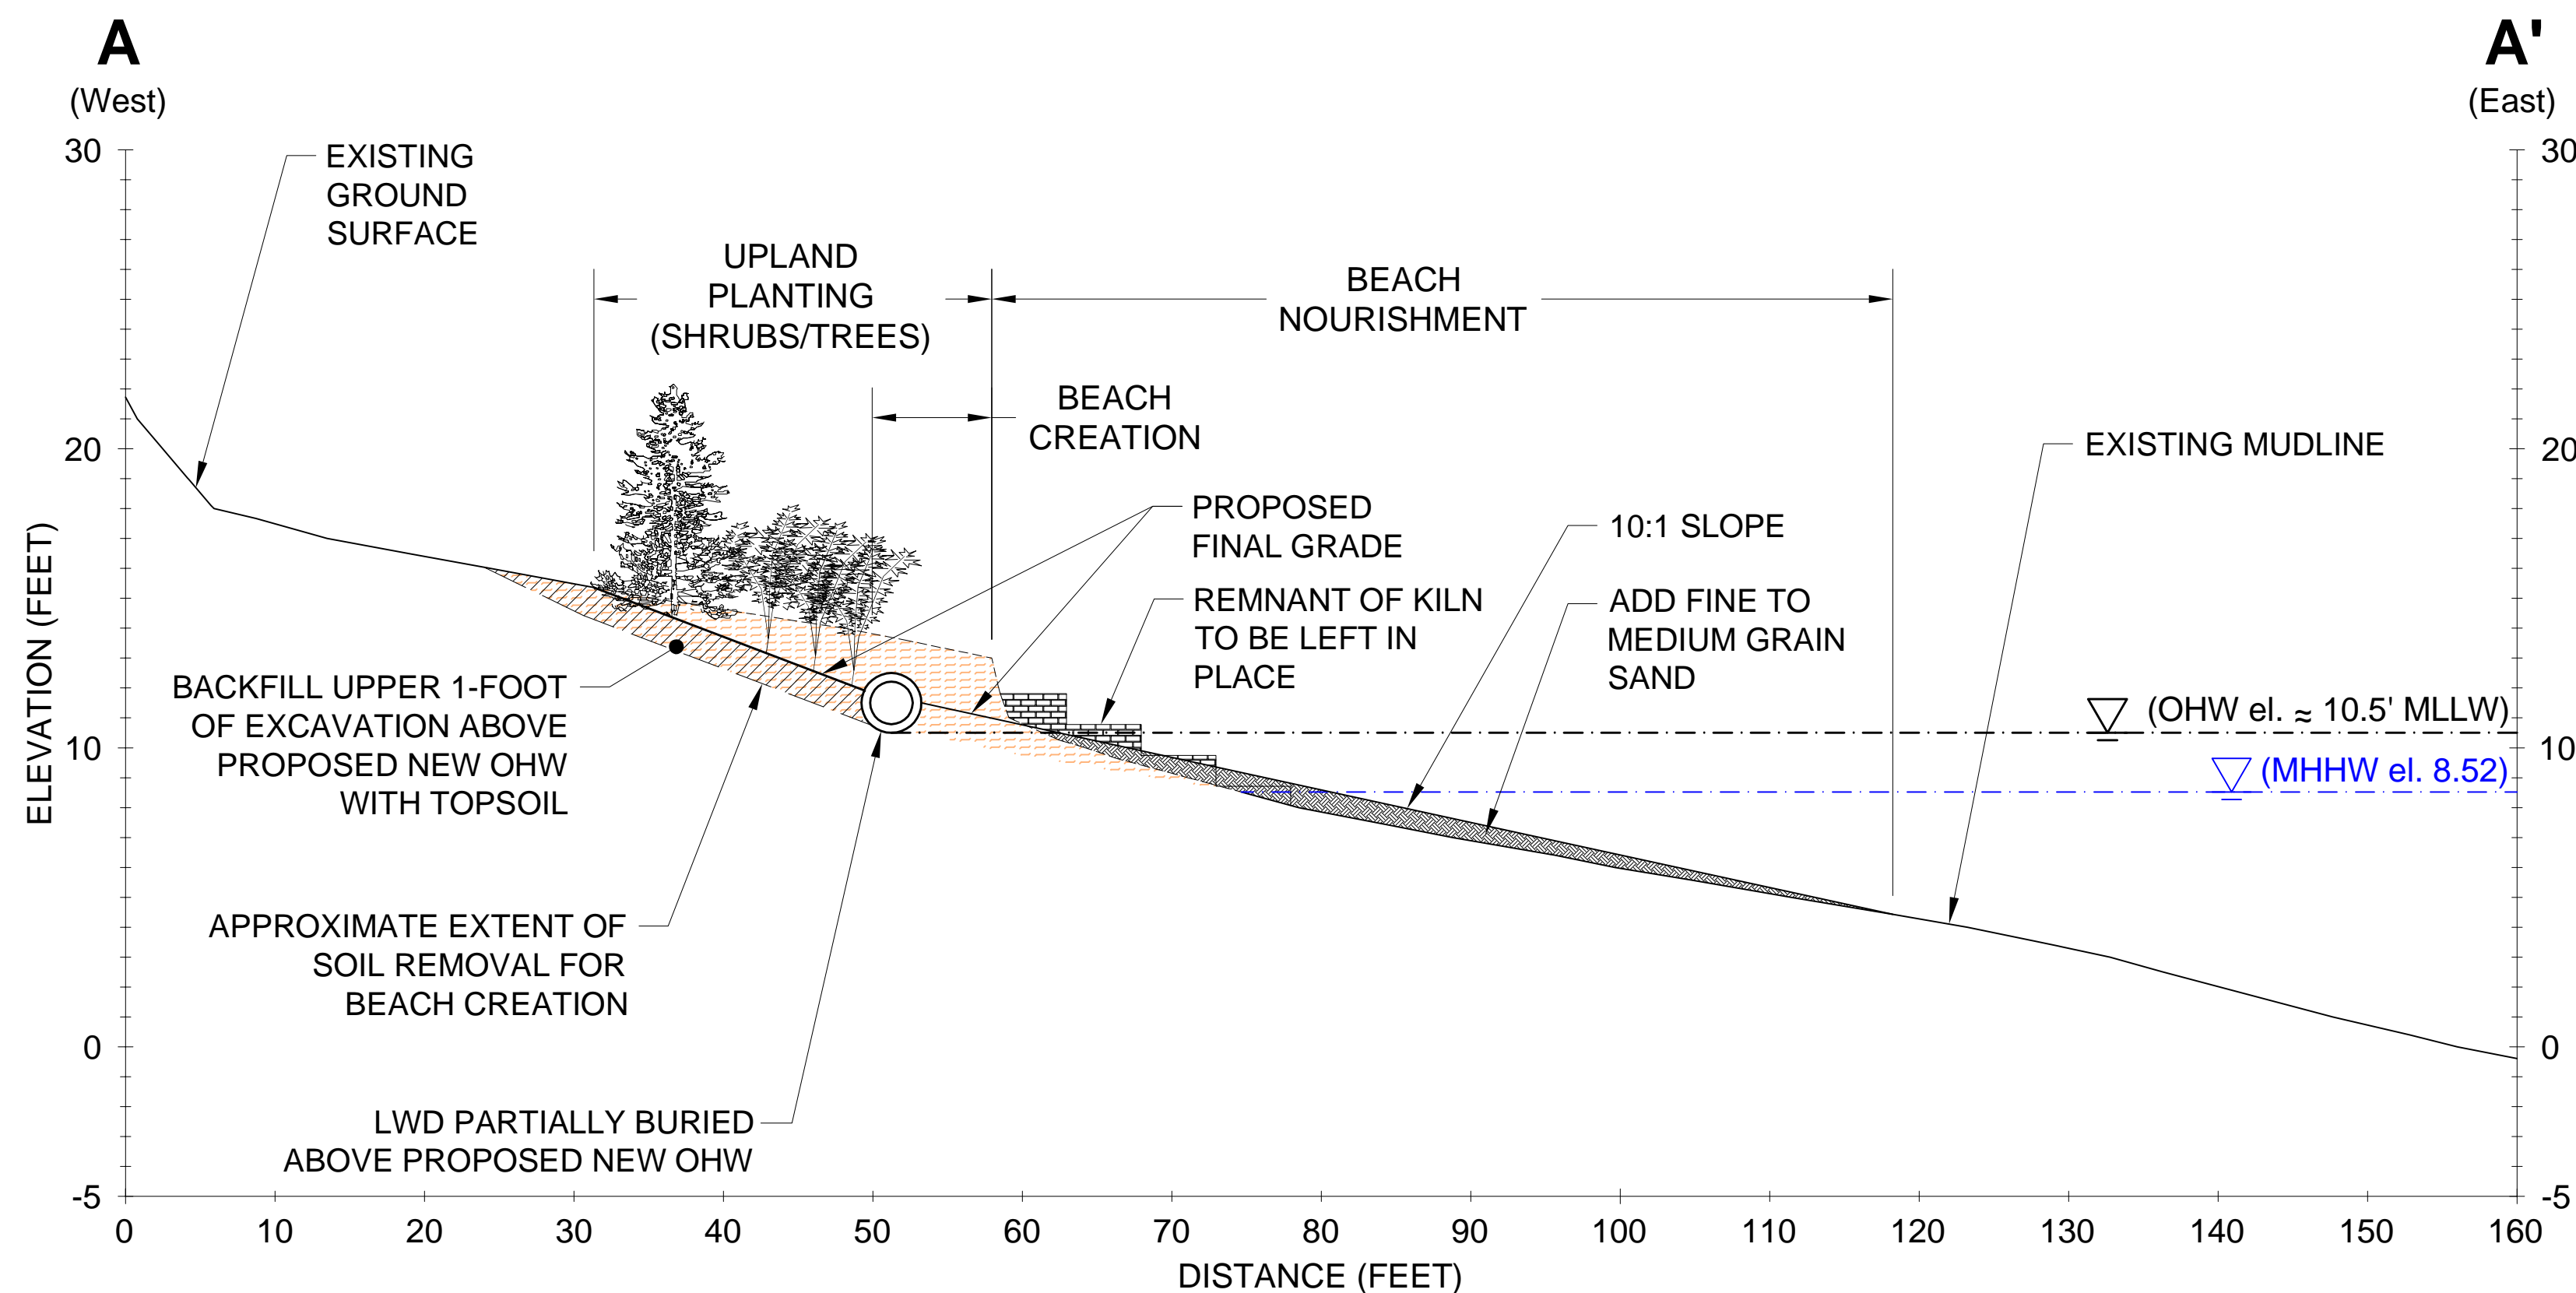 A
(West)
A'
(East)
30
20
10
0
-5
ELEVATION (FEET)
EXISTING
GROUND
SURFACE
UPLAND
PLANTING
(SHRUBS/TREES)
BEACH
NOURISHMENT
BEACH
CREATION
EXISTING MUDLINE
PROPOSED
FINAL GRADE
10:1 SLOPE
REMNANT OF KILN
TO BE LEFT IN
PLACE
ADD FINE TO
MEDIUM GRAIN
SAND
BACKFILL UPPER 1-FOOT
OF EXCAVATION ABOVE
PROPOSED NEW OHW
WITH TOPSOIL
(OHW el. ≈ 10.5' MLLW)
(MHHW el. 8.52)
APPROXIMATE EXTENT OF
SOIL REMOVAL FOR
BEACH CREATION
LWD PARTIALLY BURIED
ABOVE PROPOSED NEW OHW
30
20
10
0
-5
0 10 20 30 40 50 60 70 80 90 100 110 120 130 140 150 160
DISTANCE (FEET)